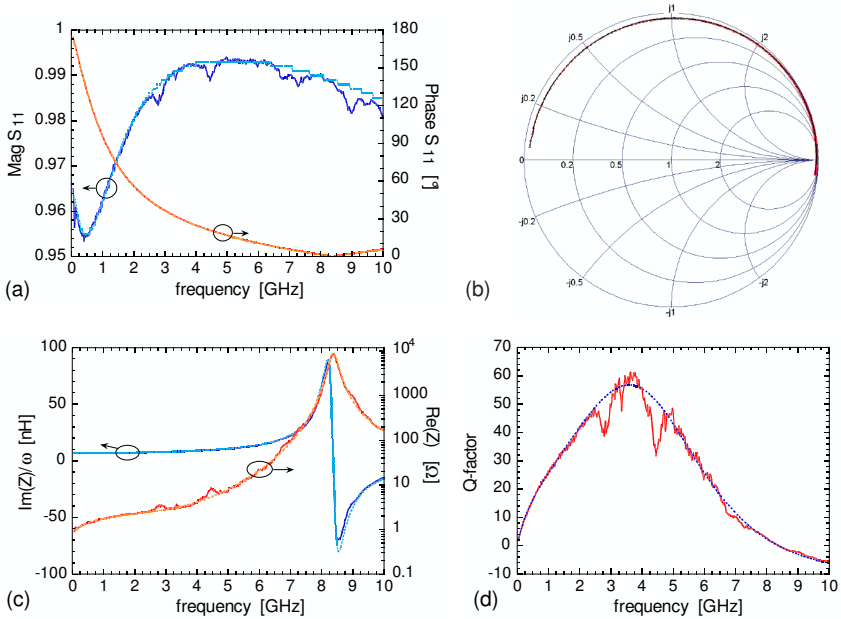 1
0.99
0.98
0.97
0.96
0.95
Mag S11
180
150
120
90
60
30
0
Phase S11 [º]
0 1 2 3 4 5 6 7 8 9 10
frequency [GHz]
(a)
j1
j0.5
j2
j0.2
0
0.2
0.5
1
2
-j0.2
-j0.5
-j2
-j1
(b)
100
50
0
-50
-100
Im(Z)/ω [nH]
10^4
1000
100
10
1
0.1
Re(Z) [Ω]
0 1 2 3 4 5 6 7 8 9 10
frequency [GHz]
(c)
70
60
50
40
30
20
10
0
-10
Q-factor
0 1 2 3 4 5 6 7 8 9 10
frequency [GHz]
(d)